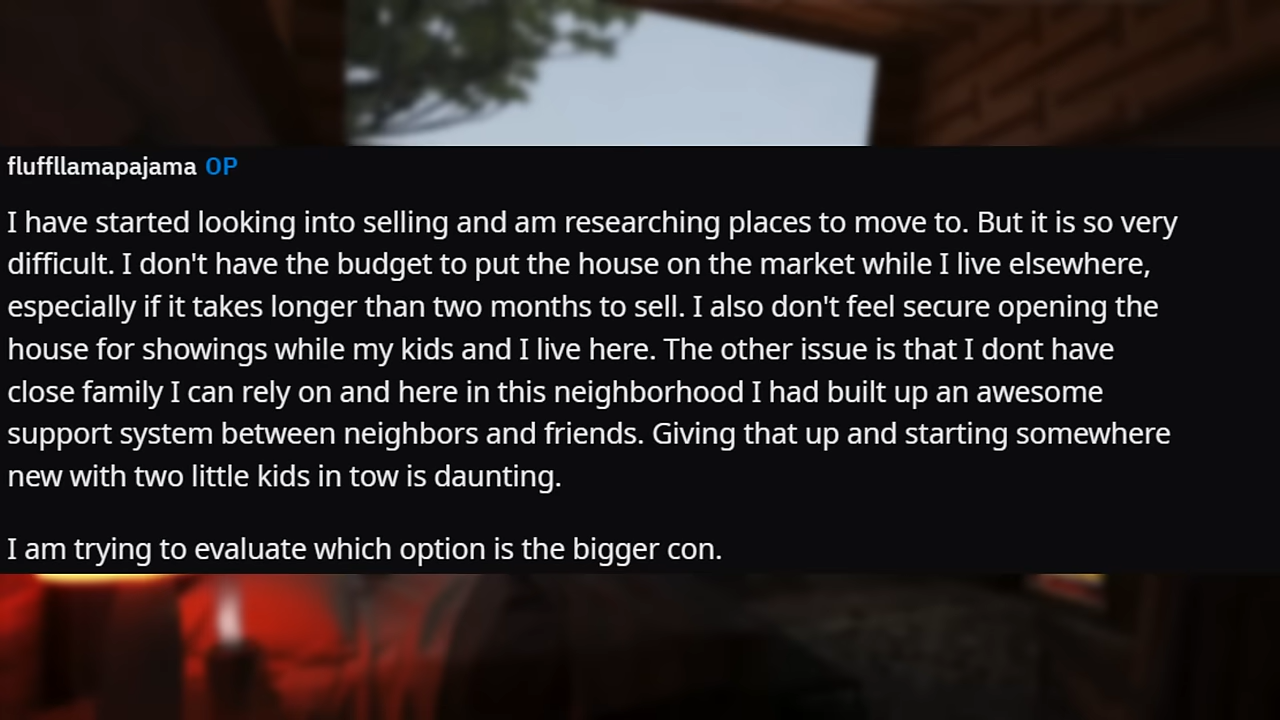 fluffllamapajama OP
I have started looking into selling and am researching places to move to. But it is so very
difficult. I don't have the budget to put the house on the market while I live elsewhere,
especially if it takes longer than two months to sell. I also don't feel secure opening the
house for showings while my kids and I live here. The other issue is that I dont have
close family I can rely on and here in this neighborhood I had built up an awesome
support system between neighbors and friends. Giving that up and starting somewhere
new with two little kids in tow is daunting.
I am trying to evaluate which option is the bigger con.